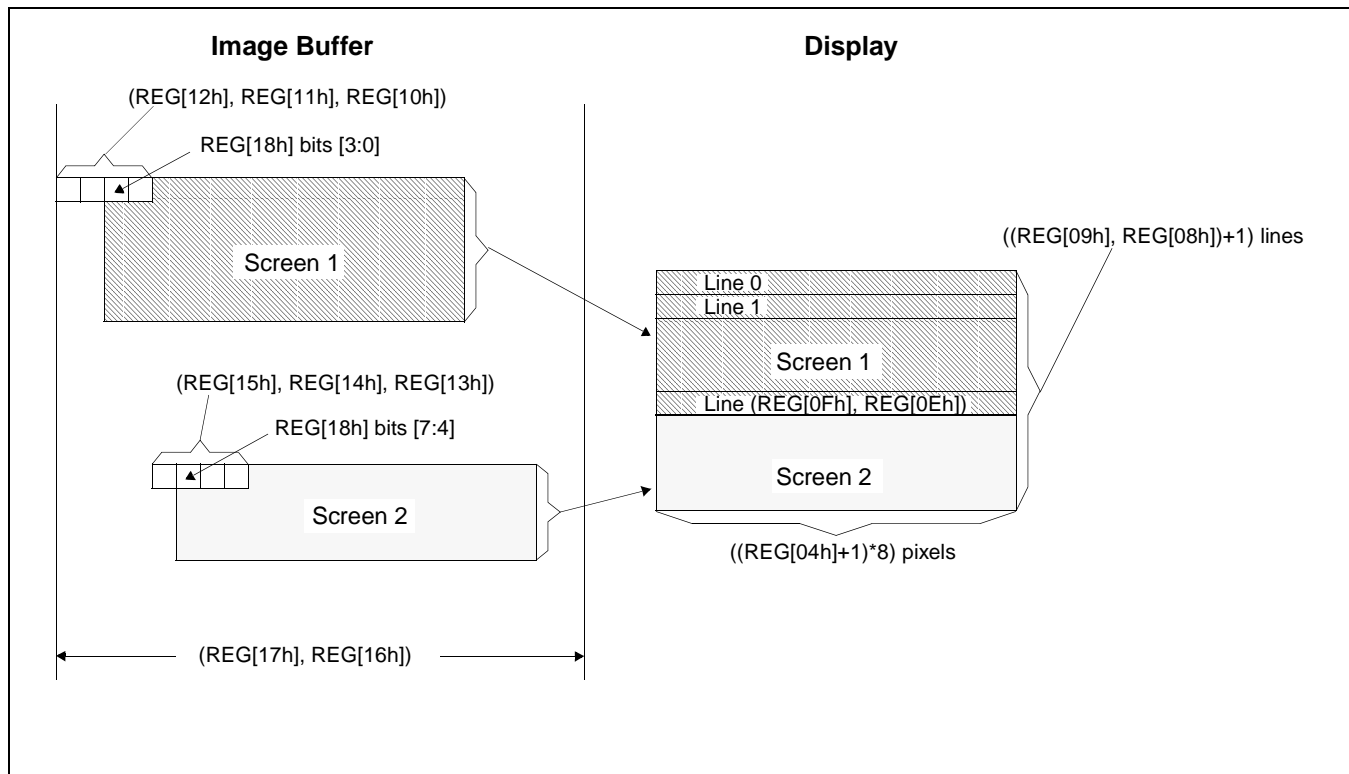 Image Buffer
Display
(REG[12h], REG[11h], REG[10h])
REG[18h] bits [3:0]
Screen 1
((REG[09h], REG[08h])+1) lines
Line 0
Line 1
Screen 1
Line (REG[0Fh], REG[0Eh])
Screen 2
((REG[04h]+1)*8) pixels
(REG[15h], REG[14h], REG[13h])
REG[18h] bits [7:4]
Screen 2
(REG[17h], REG[16h])